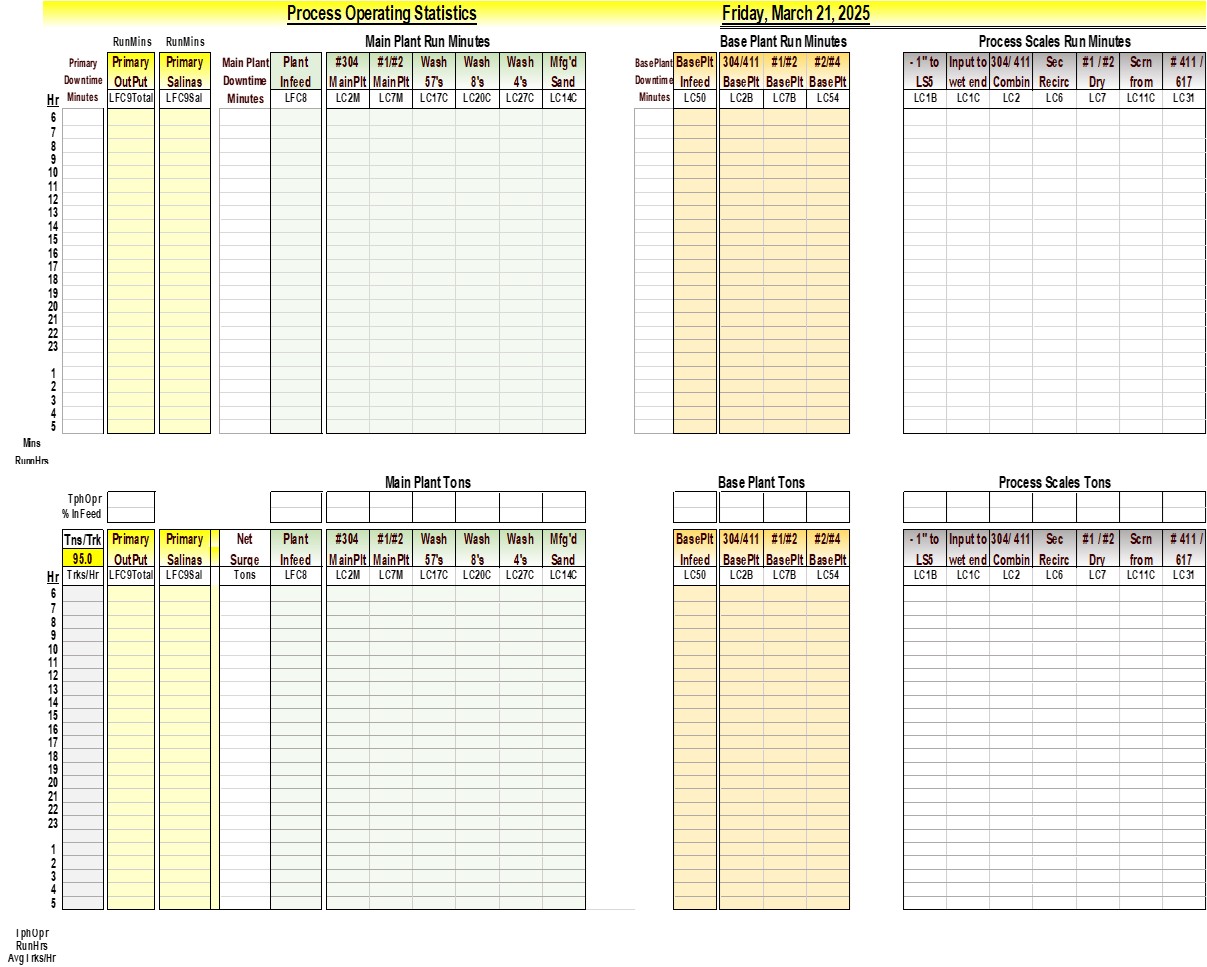 Process Operating Statistics Friday, March 21, 2025
RunMins RunMins Main Plant Run Minutes Base Plant Run Minutes Process Scales Run Minutes
Primary Primary Primary Main Plant Plant #304 #1/#2 Wash Wash Wash Mfg'd BasePlant BasePlt 304/411 #1/#2 #2/#4 - 1" to Input to 304/ 411 Sec #1 / #2 Scrn # 411 /
Downtime OutPut Salinas Downtime Infeed MainPlt MainPlt 57's 8's 4's Sand Downtime Infeed BasePlt BasePlt BasePlt LS5 wet end Combin Recirc Dry from 617
Hr Minutes LFC9Total LFC9Sal Minutes LFC8 LC2M LC7M LC17C LC20C LC27C LC14C Minutes LC50 LC2B LC7B LC54 LC1B LC1C LC2 LC6 LC7 LC11C LC31
6
7
8
9
10
11
12
13
14
15
16
17
18
19
20
21
22
23
1
2
3
4
5
Mins
RunnHrs
Main Plant Tons Base Plant Tons Process Scales Tons
TphOpr
% InFeed
Tns/Trk Primary Primary Net Plant #304 #1/#2 Wash Wash Wash Mfg'd BasePlt 304/411 #1/#2 #2/#4 - 1" to Input to 304/ 411 Sec #1 / #2 Scrn # 411 /
95.0 OutPut Salinas Surge Infeed MainPlt MainPlt 57's 8's 4's Sand Infeed BasePlt BasePlt BasePlt LS5 wet end Combin Recirc Dry from 617
Hr Trks/Hr LFC9Total LFC9Sal Tons LFC8 LC2M LC7M LC17C LC20C LC27C LC14C LC50 LC2B LC7B LC54 LC1B LC1C LC2 LC6 LC7 LC11C LC31
6
7
8
9
10
11
12
13
14
15
16
17
18
19
20
21
22
23
1
2
3
4
5
TphOpr
RunHrs
AvgTrks/Hr